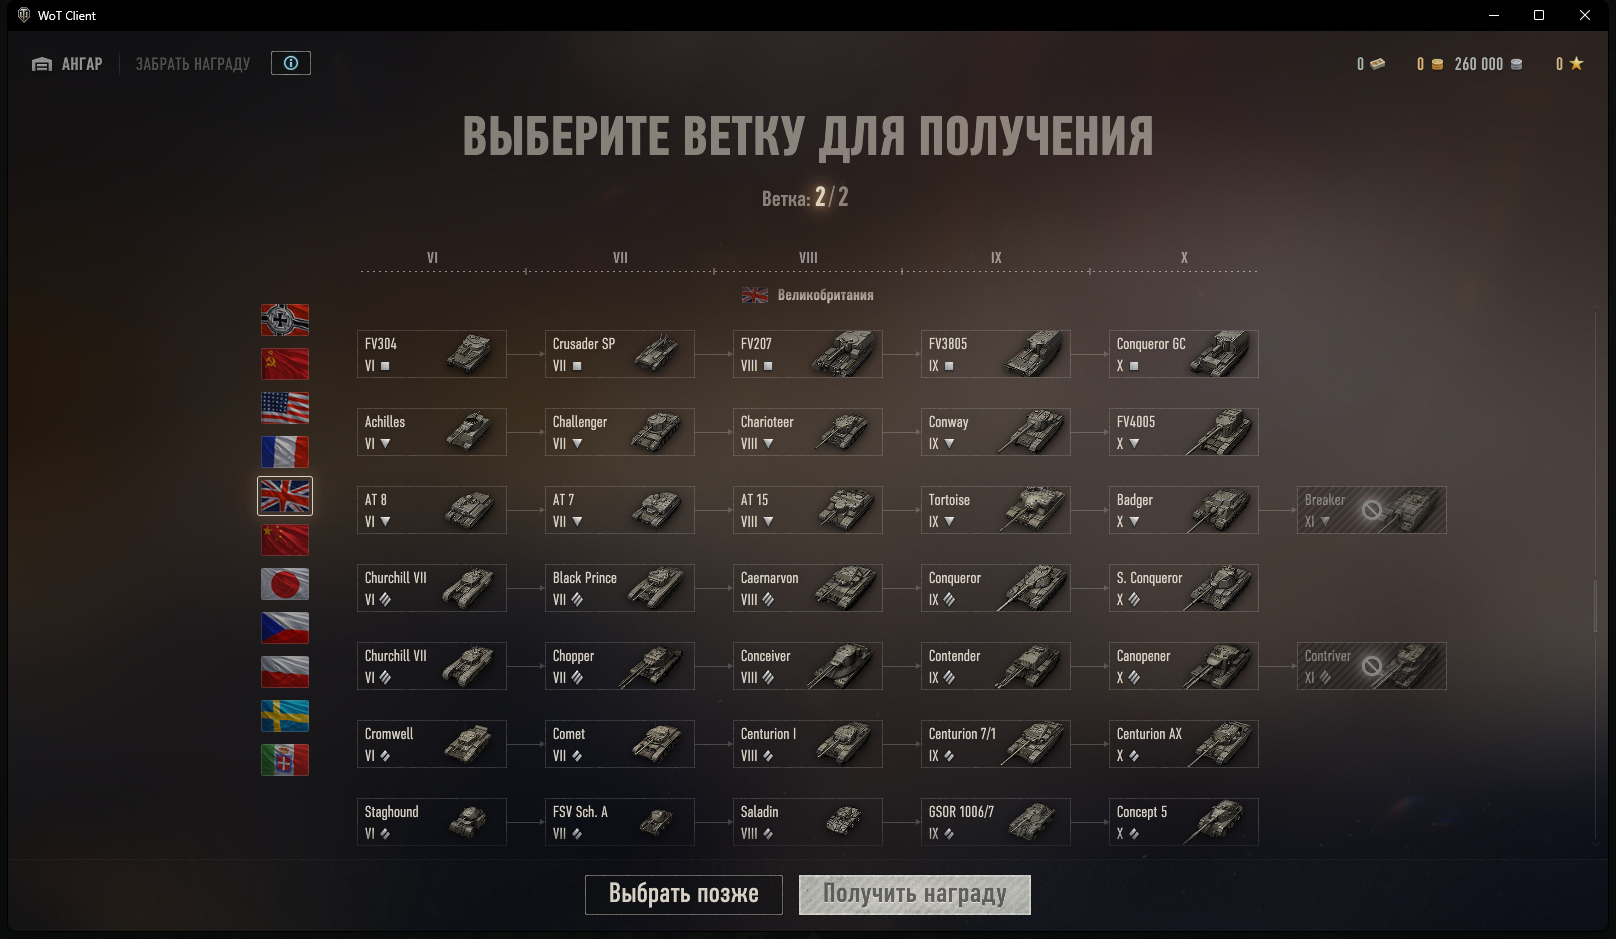 WoT Client
АНГАР
ЗАБРАТЬ НАГРАДУ
0
0
260 000
0
ВЫБЕРИТЕ ВЕТКУ ДЛЯ ПОЛУЧЕНИЯ
Ветка: 2/2
VI VII VIII IX X
Великобритания
FV304 Crusader SP FV207 FV3805 Conqueror GC
VI VII VIII IX X
Achilles Challenger Charioteer Conway FV4005
VI VII VIII IX X
AT 8 AT 7 AT 15 Tortoise Badger Breaker
VI VII VIII IX X XI
Churchill VII Black Prince Caernarvon Conqueror S. Conqueror
VI VII VIII IX X
Churchill VII Chopper Conceiver Contender Canopener Contriver
VI VII VIII IX X XI
Cromwell Comet Centurion I Centurion 7/1 Centurion AX
VI VII VIII IX X
Staghound FSV Sch. A Saladin GSOR 1006/7 Concept 5
VI VII VIII IX X
Выбрать позже
Получить награду